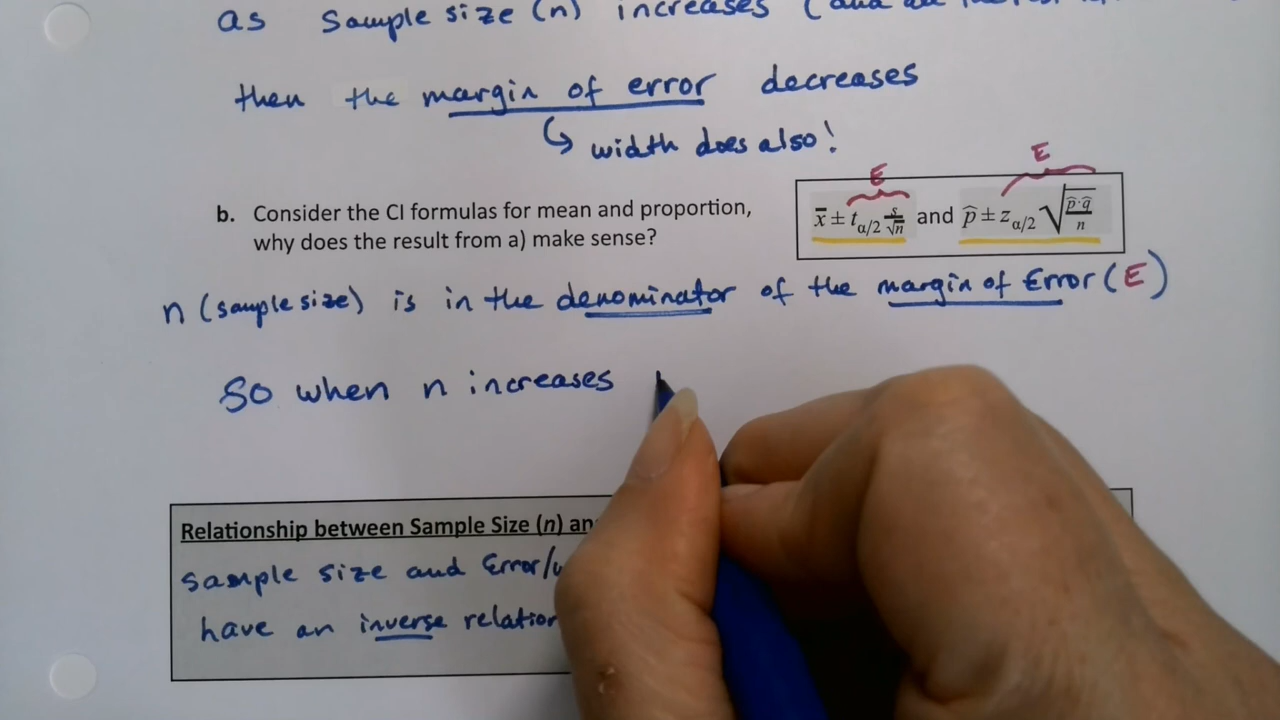 as sample size (n) increases (and
then the margin of error decreases
↳ width does also!
E E
b. Consider the CI formulas for mean and proportion,
why does the result from a) make sense?
x̄ ± t_{α/2} s/√n and p̂ ± z_{α/2} √(p̂·q̂/n)
n (sample size) is in the denominator of the margin of Error (E)
So when n increases
Relationship between Sample Size (n) an
sample size and Error/
have an inverse relation